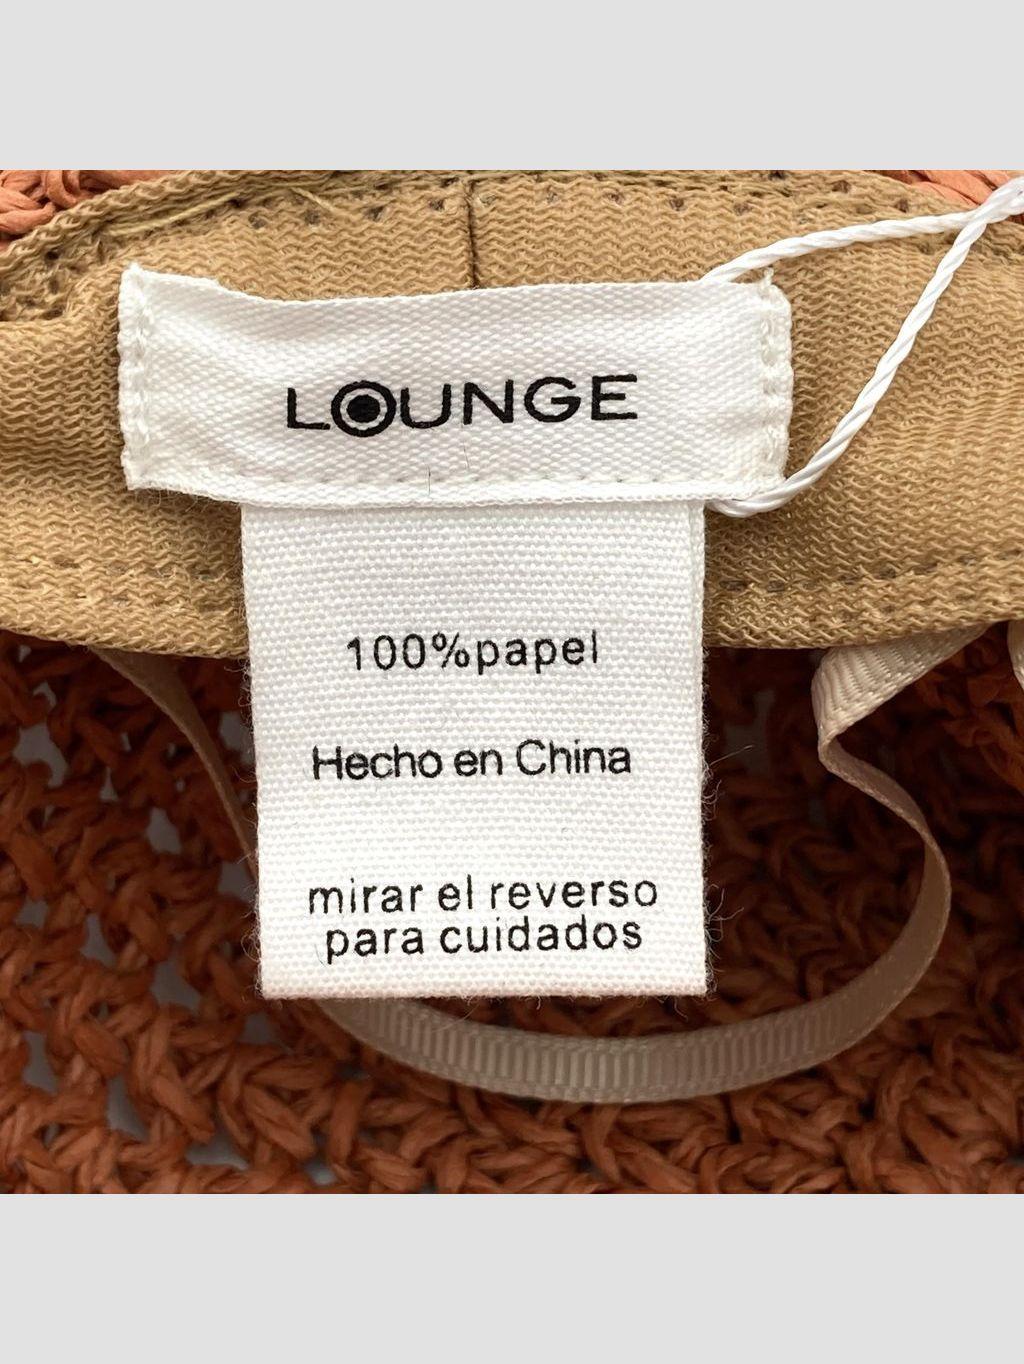 LOUNGE
100%papel
Hecho en China
mirar el reverso
para cuidados